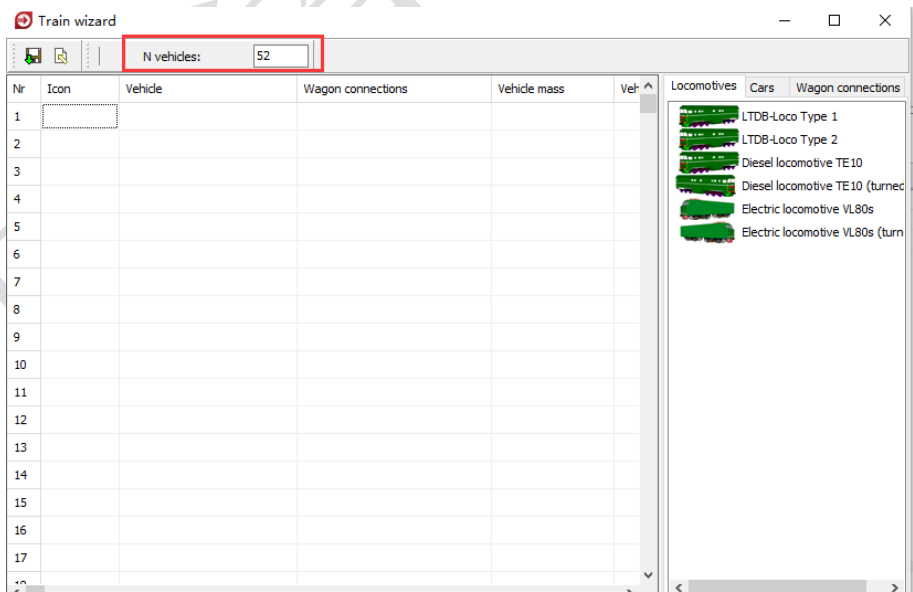 Train wizard
N vehicles: 52
Nr Icon Vehicle Wagon connections Vehicle mass Veh
Locomotives Cars Wagon connections
1
2
3
4
5
6
7
8
9
10
11
12
13
14
15
16
17
LTDB-Loco Type 1
LTDB-Loco Type 2
Diesel locomotive TE10
Diesel locomotive TE10 (turned
Electric locomotive VL80s
Electric locomotive VL80s (turn